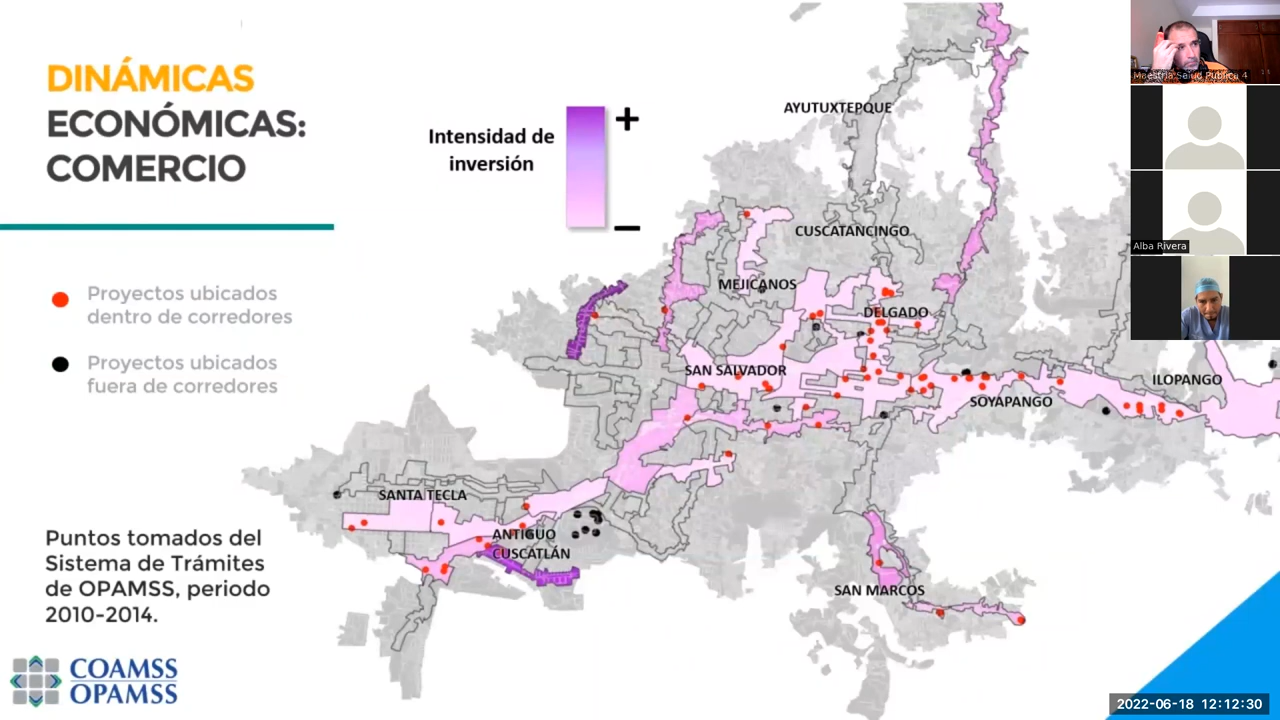 DINÁMICAS
ECONÓMICAS:
COMERCIO
Intensidad de
inversión
+
−
Proyectos ubicados
dentro de corredores
Proyectos ubicados
fuera de corredores
Puntos tomados del
Sistema de Trámites
de OPAMSS, periodo
2010-2014.
COAMSS
OPAMSS
AYUTUXTEPEQUE
CUSCATANCINGO
MEJICANOS
DELGADO
SAN SALVADOR
ILOPANGO
SOYAPANGO
SANTA TECLA
ANTIGUO
CUSCATLÁN
SAN MARCOS
Maestria Salud Publica 4
Alba Rivera
2022-06-18 12:12:30